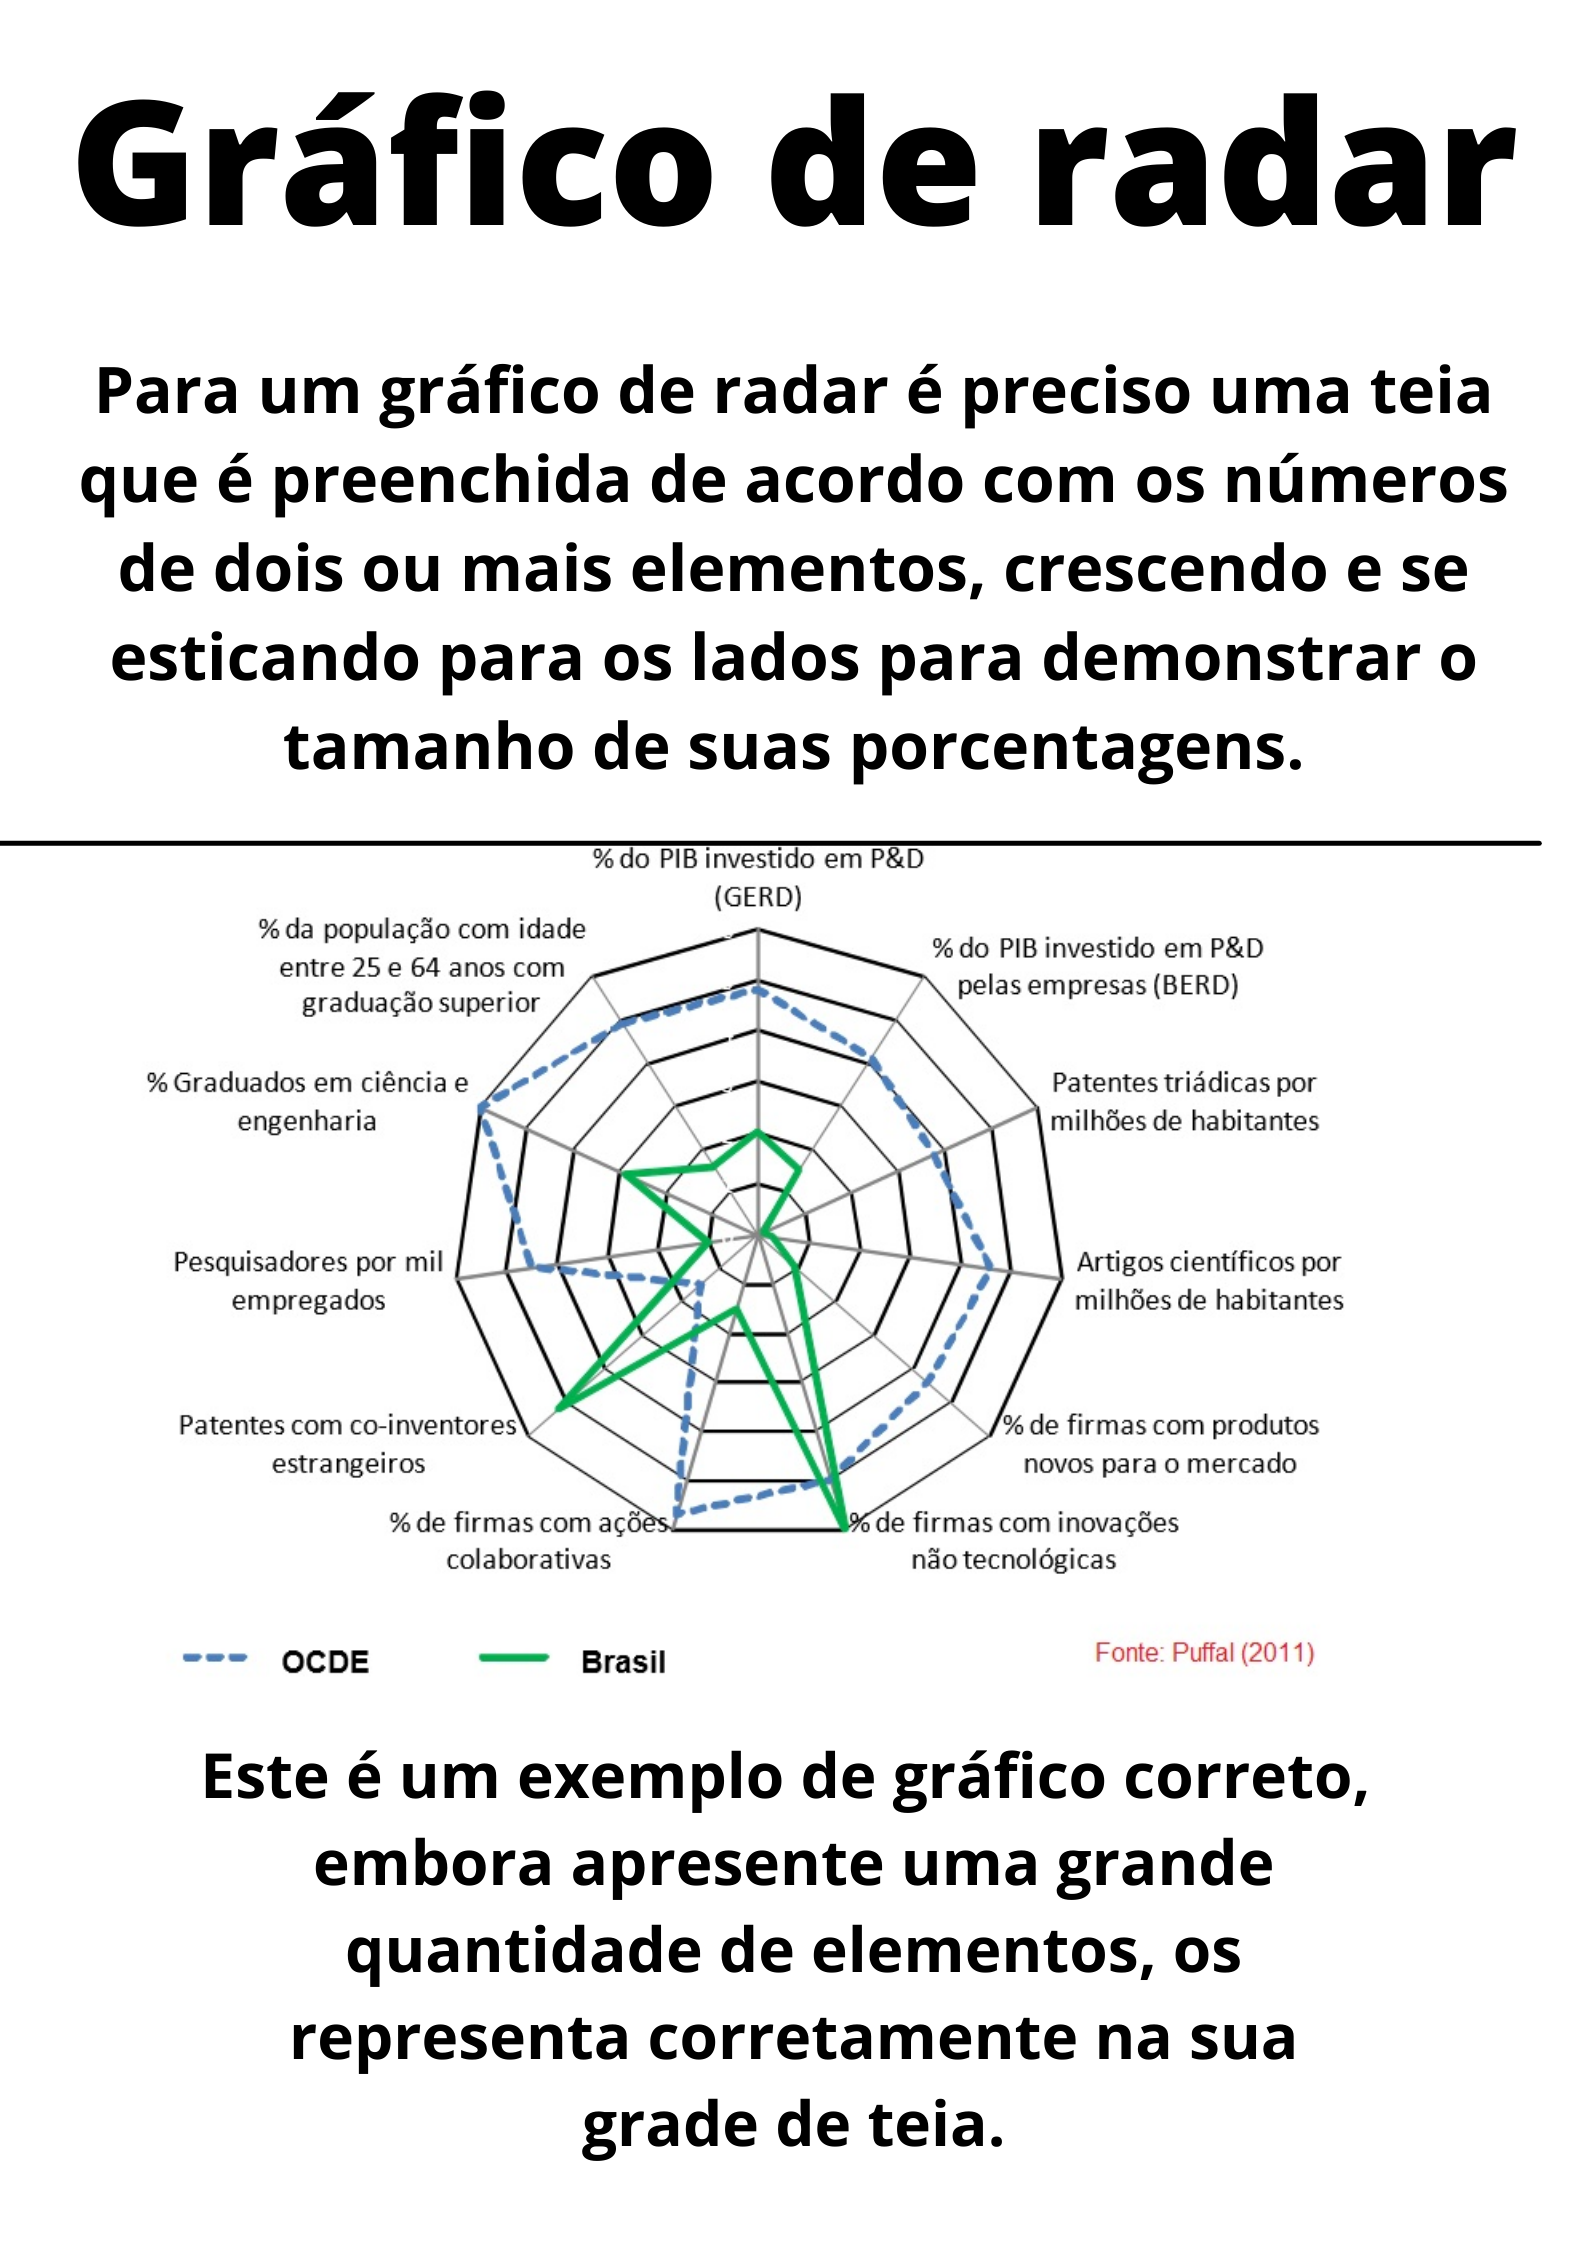 Gráfico de radar
Para um gráfico de radar é preciso uma teia
que é preenchida de acordo com os números
de dois ou mais elementos, crescendo e se
esticando para os lados para demonstrar o
tamanho de suas porcentagens.
% do PIB investido em P&D
(GERD)
% da população com idade
entre 25 e 64 anos com
graduação superior
% do PIB investido em P&D
pelas empresas (BERD)
% Graduados em ciência e
engenharia
Patentes triádicas por
milhões de habitantes
Pesquisadores por mil
empregados
Artigos científicos por
milhões de habitantes
Patentes com co-inventores
estrangeiros
% de firmas com produtos
novos para o mercado
% de firmas com ações
colaborativas
% de firmas com inovações
não tecnológicas
OCDE
Brasil
Fonte: Puffal (2011)
Este é um exemplo de gráfico correto,
embora apresente uma grande
quantidade de elementos, os
representa corretamente na sua
grade de teia.